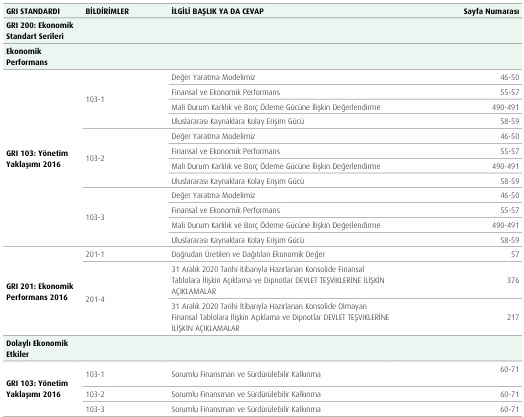 GRI STANDARDI BİLDİRİMLER İLGİLİ BAŞLIK YA DA CEVAP Sayfa Numarası
GRI 200: Ekonomik
Standart Serileri
Ekonomik
Performans
GRI 103: Yönetim
Yaklaşımı 2016
103-1
Değer Yaratma Modelimiz 46-50
Finansal ve Ekonomik Performans 55-57
Mali Durum Karlılık ve Borç Ödeme Gücüne İlişkin Değerlendirme 490-491
Uluslararası Kaynaklara Kolay Erişim Gücü 58-59
103-2
Değer Yaratma Modelimiz 46-50
Finansal ve Ekonomik Performans 55-57
Mali Durum Karlılık ve Borç Ödeme Gücüne İlişkin Değerlendirme 490-491
Uluslararası Kaynaklara Kolay Erişim Gücü 58-59
103-3
Değer Yaratma Modelimiz 46-50
Finansal ve Ekonomik Performans 55-57
Mali Durum Karlılık ve Borç Ödeme Gücüne İlişkin Değerlendirme 490-491
Uluslararası Kaynaklara Kolay Erişim Gücü 58-59
GRI 201: Ekonomik
Performans 2016
201-1 Doğrudan Üretilen ve Dağıtılan Ekonomik Değer 57
201-4
31 Aralık 2020 Tarihi İtibarıyla Hazırlanan Konsolide Finansal
Tablolara İlişkin Açıklama ve Dipnotlar DEVLET TEŞVİKLERİNE İLİŞKİN 376
AÇIKLAMALAR
31 Aralık 2020 Tarihi İtibarıyla Hazırlanan Konsolide Olmayan
Finansal Tablolara İlişkin Açıklama ve Dipnotlar DEVLET TEŞVİKLERİNE 217
İLİŞKİN AÇIKLAMALAR
Dolaylı Ekonomik
Etkiler
GRI 103: Yönetim
Yaklaşımı 2016
103-1 Sorumlu Finansman ve Sürdürülebilir Kalkınma 60-71
103-2 Sorumlu Finansman ve Sürdürülebilir Kalkınma 60-71
103-3 Sorumlu Finansman ve Sürdürülebilir Kalkınma 60-71